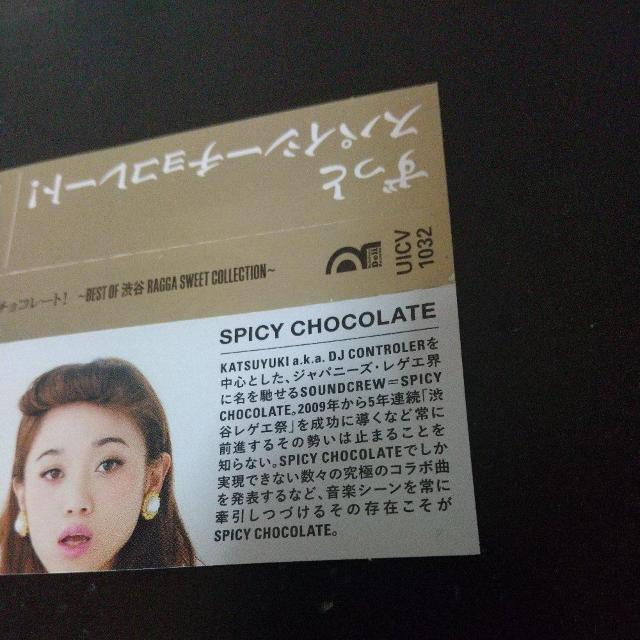 ずっと
スパイシーチョコレート!
チョコレート! ~BEST OF 渋谷 RAGGA SWEET COLLECTION~
UICV
1032
SPICY CHOCOLATE
KATSUYUKI a.k.a. DJ CONTROLERを
中心とした、ジャパニーズ・レゲエ界
に名を馳せるSOUNDCREW=SPICY
CHOCOLATE。2009年から5年連続「渋
谷レゲエ祭」を成功に導くなど常に
前進するその勢いは止まることを
知らない。SPICY CHOCOLATEでしか
実現できない数々の究極のコラボ曲
を発表するなど、音楽シーンを常に
牽引しつづけるその存在こそが
SPICY CHOCOLATE。